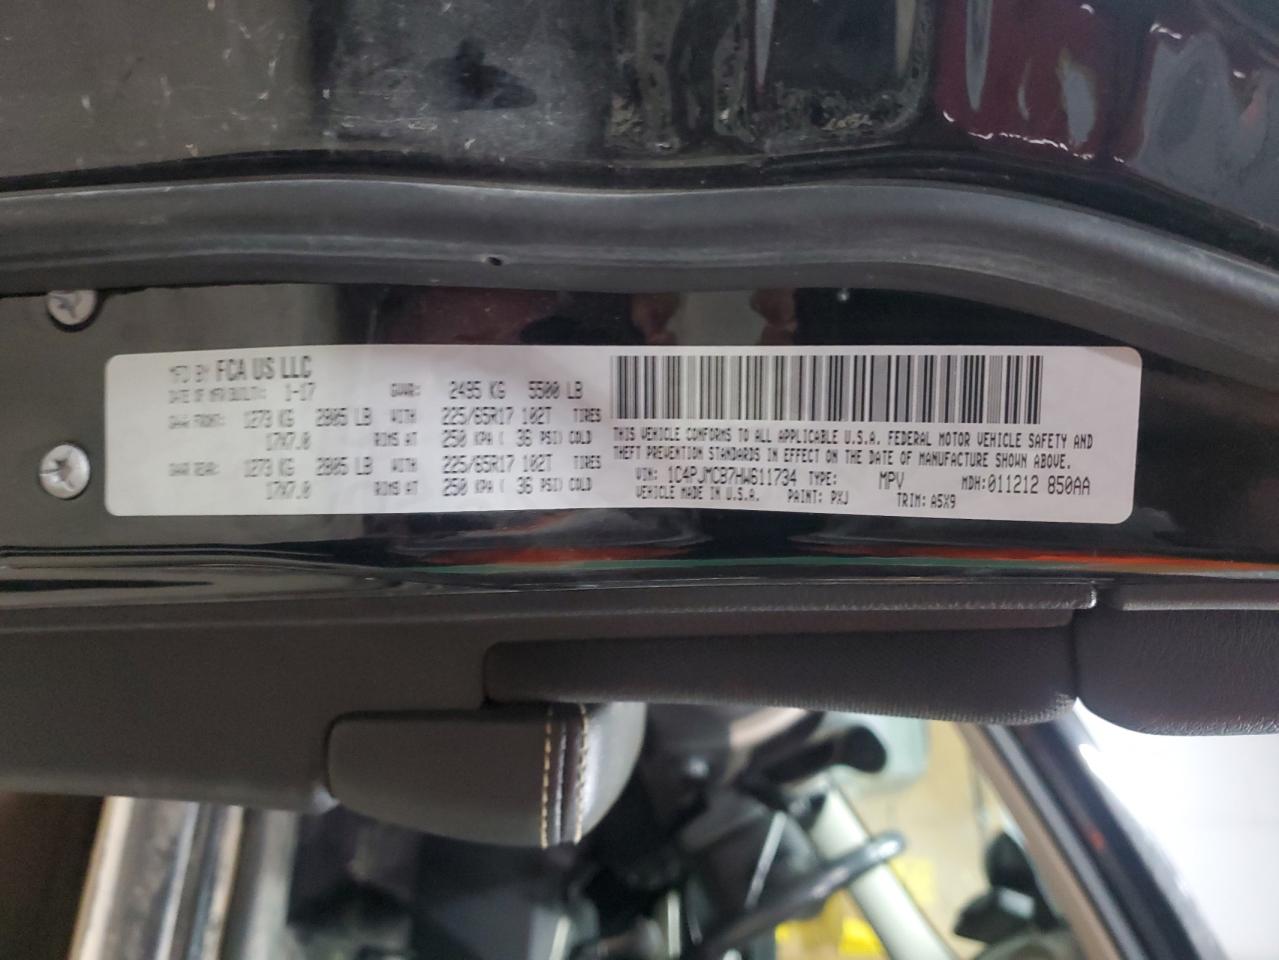 MFD BY FCA US LLC
DATE OF MFR/BUILT: 1-17 GVWR: 2495 KG 5500 LB
GAWR FRONT: 1273 KG 2805 LB WITH 225/65R17 102T TIRES
17X7.0 RIMS AT 250 KPA ( 36 PSI) COLD
GAWR REAR: 1273 KG 2805 LB WITH 225/65R17 102T TIRES
17X7.0 RIMS AT 250 KPA ( 36 PSI) COLD
THIS VEHICLE CONFORMS TO ALL APPLICABLE U.S.A. FEDERAL MOTOR VEHICLE SAFETY AND
THEFT PREVENTION STANDARDS IN EFFECT ON THE DATE OF MANUFACTURE SHOWN ABOVE.
VIN: 1C4PJMCB7HW611734 TYPE: MPV MDH:011212 850AA
VEHICLE MADE IN U.S.A. PAINT: PXJ TRIM: A5X9